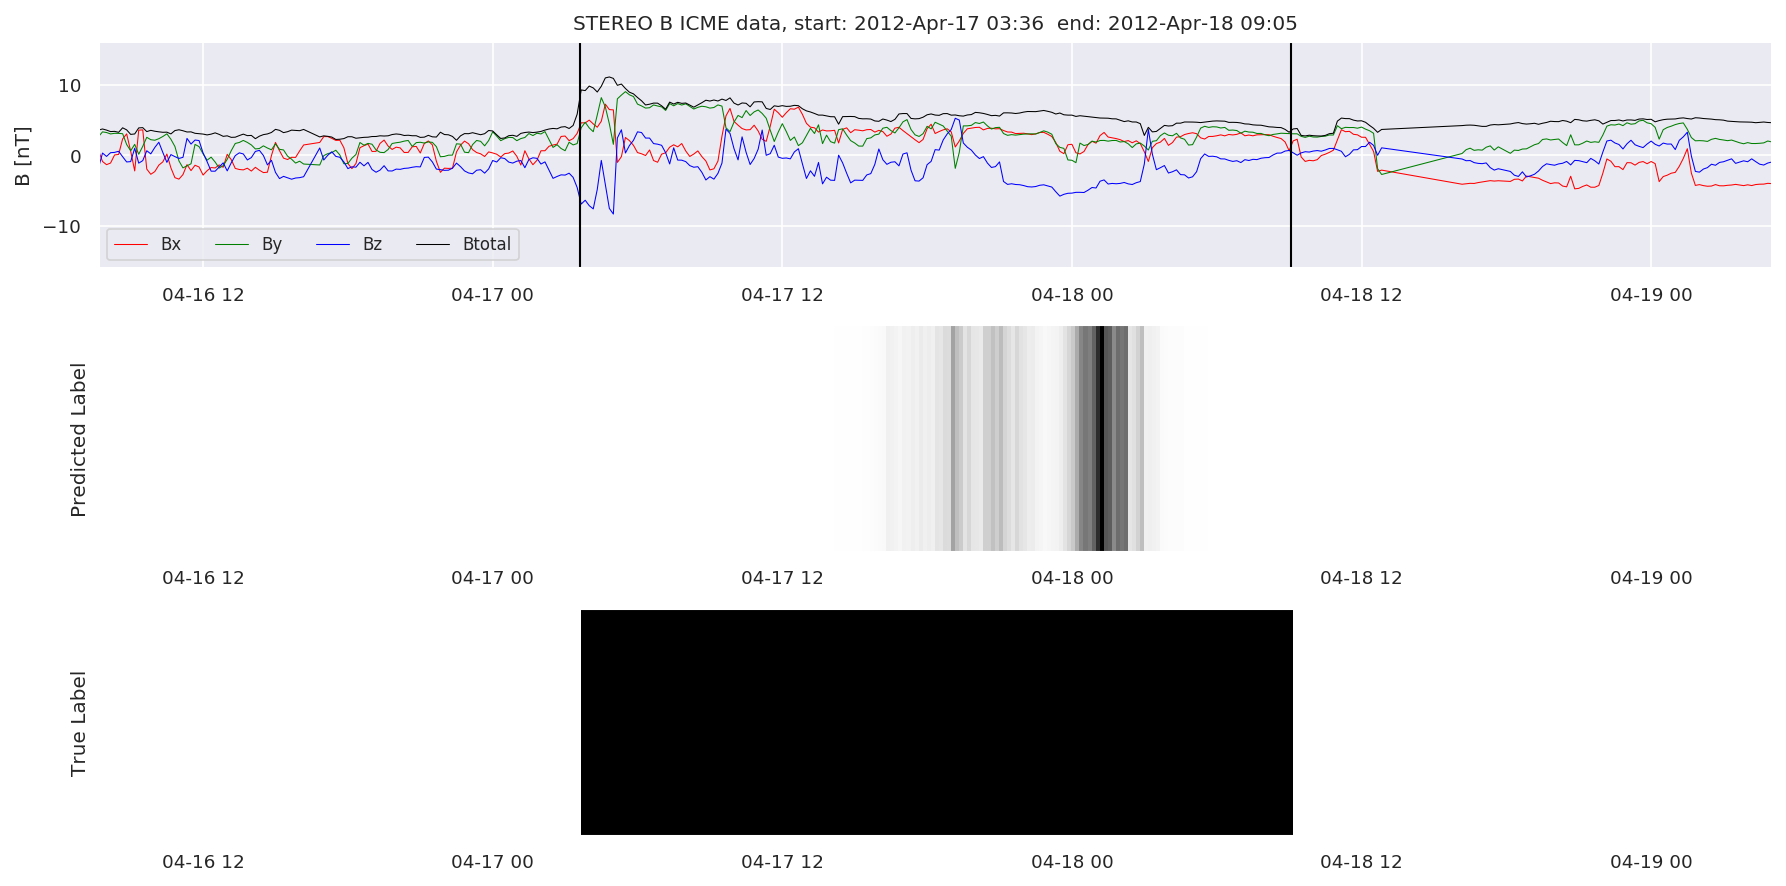 STEREO B ICME data, start: 2012-Apr-17 03:36  end: 2012-Apr-18 09:05
B [nT]
10
0
−10
Bx By Bz Btotal
04-16 12 04-17 00 04-17 12 04-18 00 04-18 12 04-19 00
Predicted Label
04-16 12 04-17 00 04-17 12 04-18 00 04-18 12 04-19 00
True Label
04-16 12 04-17 00 04-17 12 04-18 00 04-18 12 04-19 00